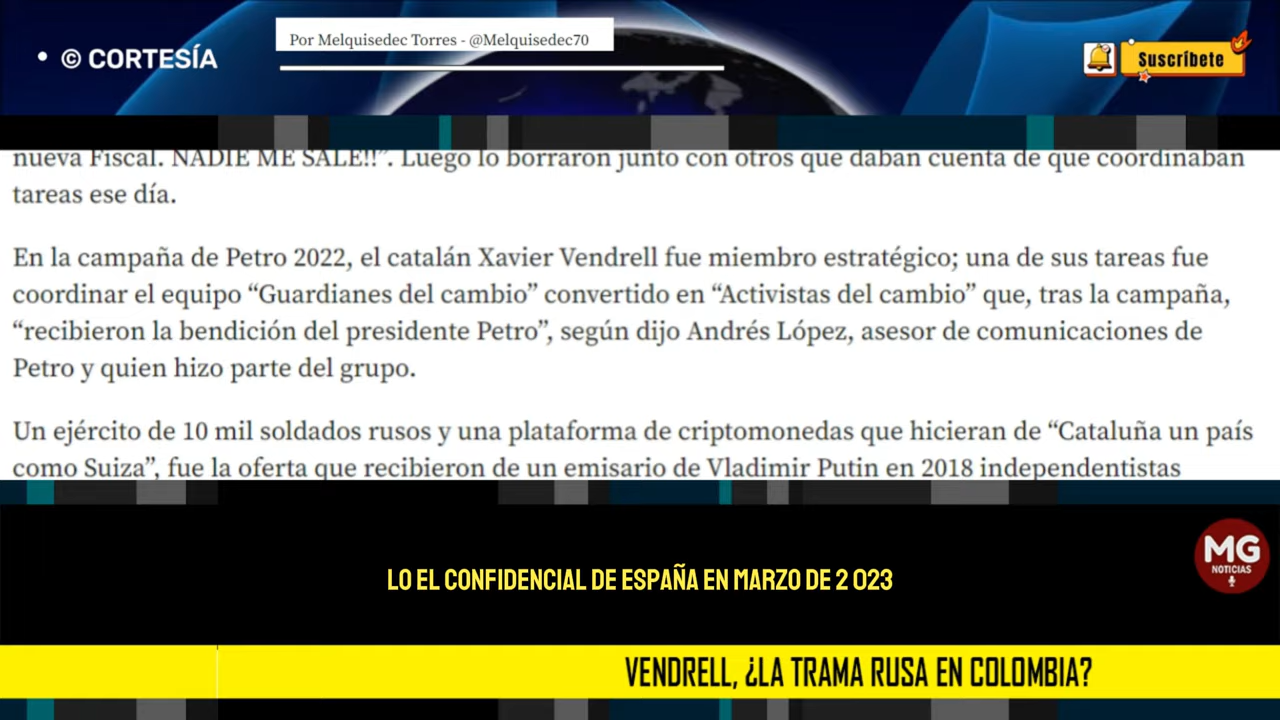 Por Melquisedec Torres - @Melquisedec70
• © CORTESÍA
Suscríbete
nueva Fiscal. NADIE ME SALE!!”. Luego lo borraron junto con otros que daban cuenta de que coordinaban
tareas ese día.
En la campaña de Petro 2022, el catalán Xavier Vendrell fue miembro estratégico; una de sus tareas fue
coordinar el equipo “Guardianes del cambio” convertido en “Activistas del cambio” que, tras la campaña,
“recibieron la bendición del presidente Petro”, según dijo Andrés López, asesor de comunicaciones de
Petro y quien hizo parte del grupo.
Un ejército de 10 mil soldados rusos y una plataforma de criptomonedas que hicieran de “Cataluña un país
como Suiza”, fue la oferta que recibieron de un emisario de Vladimir Putin en 2018 independentistas
MG
NOTICIAS
LO EL CONFIDENCIAL DE ESPAÑA EN MARZO DE 2 023
VENDRELL, ¿LA TRAMA RUSA EN COLOMBIA?